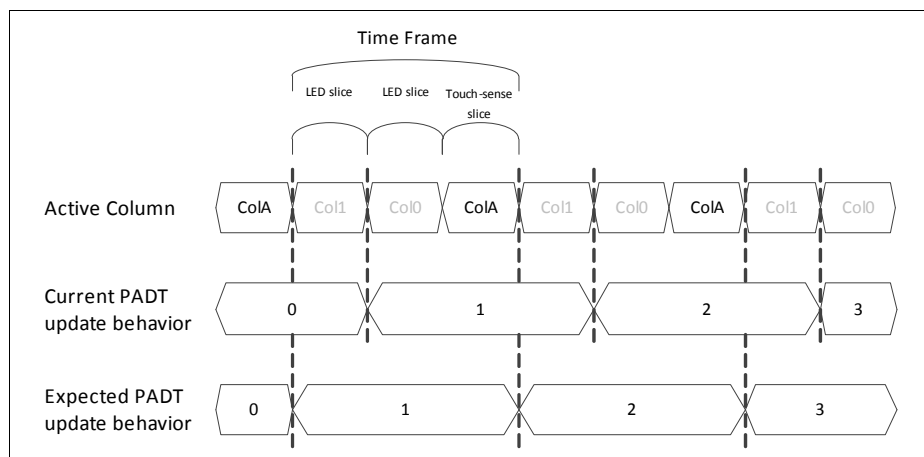 Time Frame
LED slice LED slice Touch-sense
slice
Active Column ColA Col1 Col0 ColA Col1 Col0 ColA Col1 Col0
Current PADT
update behavior 0 1 2 3
Expected PADT
update behavior 0 1 2 3